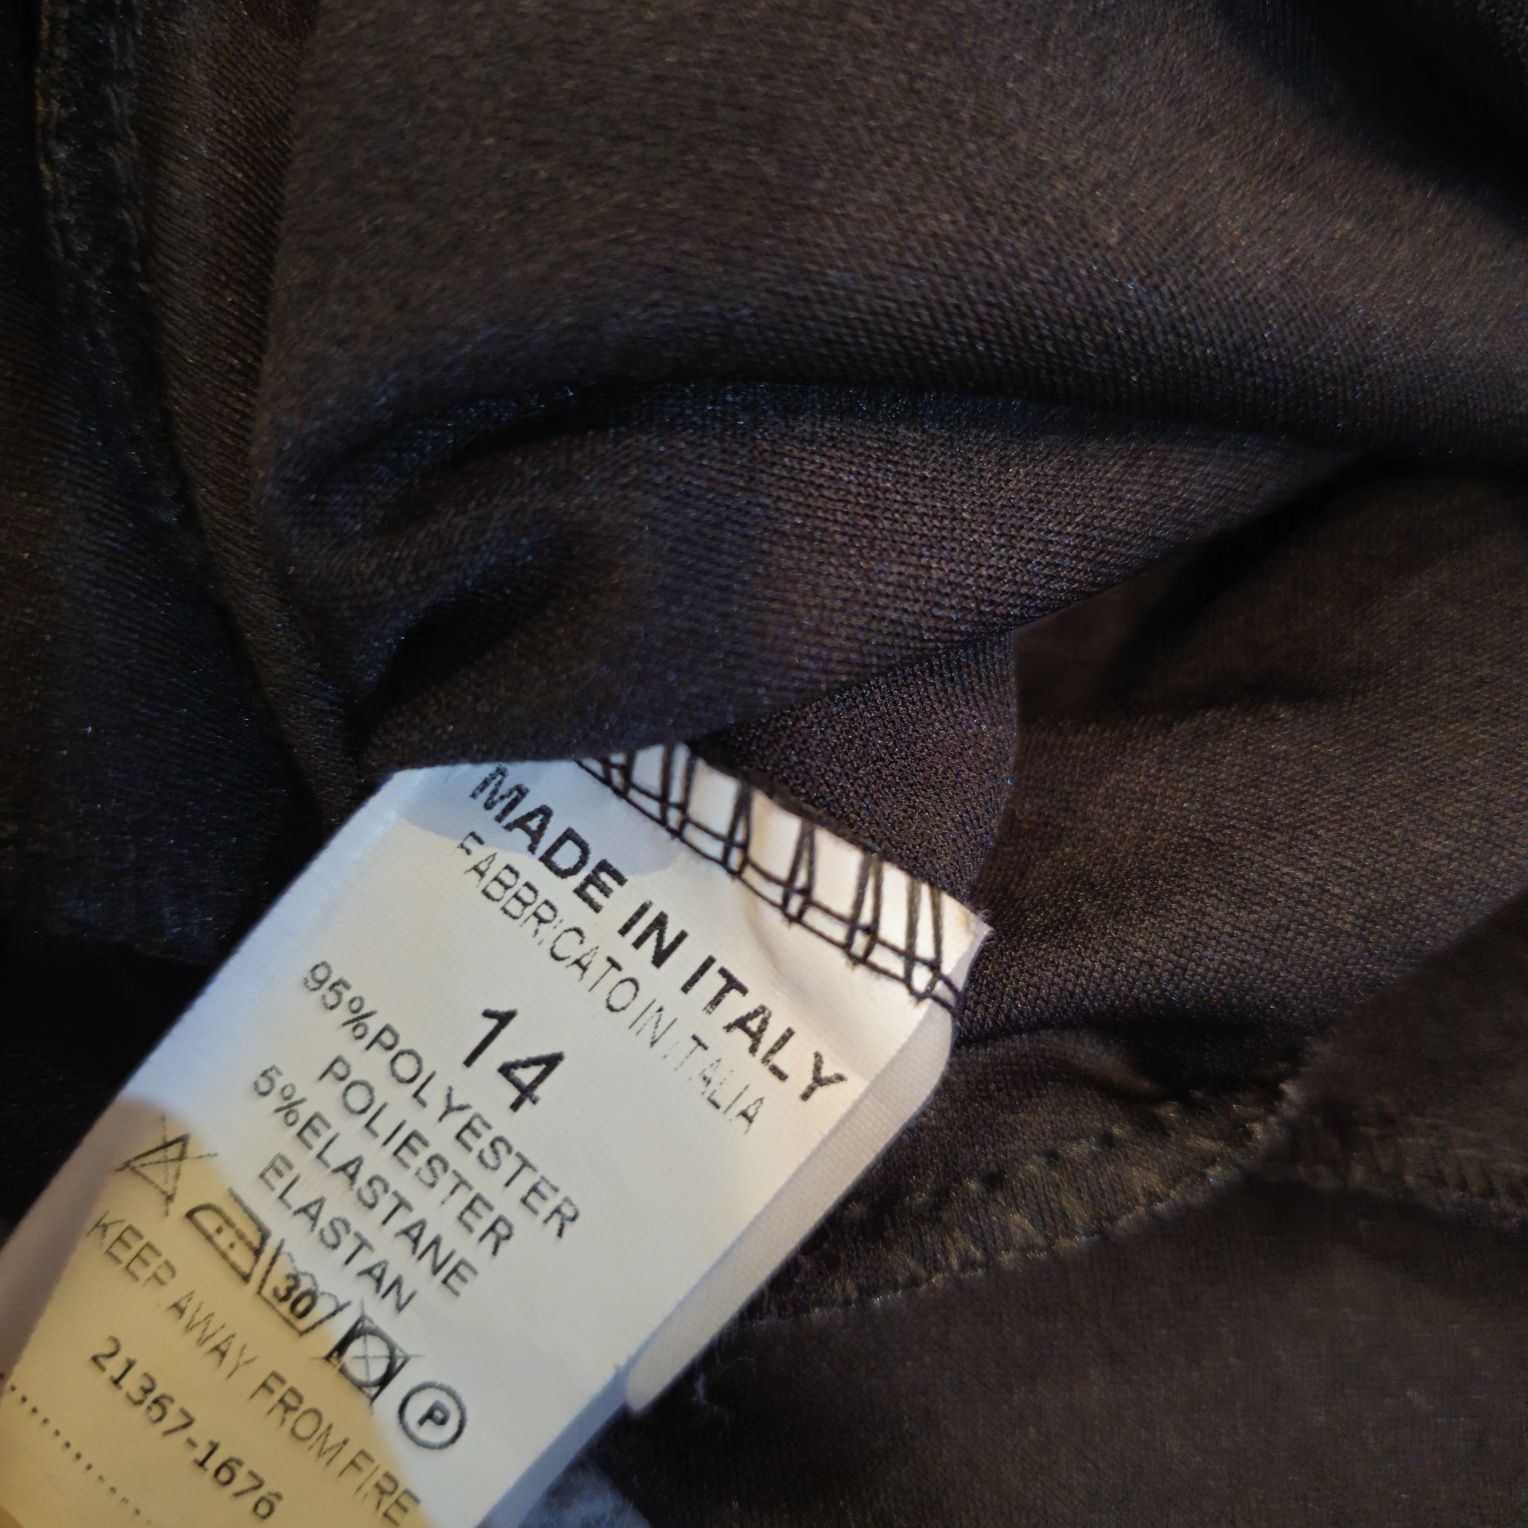 MADE IN ITALY
FABBRICATO IN ITALIA
14
95%POLYESTER
POLIESTER
5%ELASTANE
ELASTAN
30
P
KEEP AWAY FROM FIRE
21367-1676